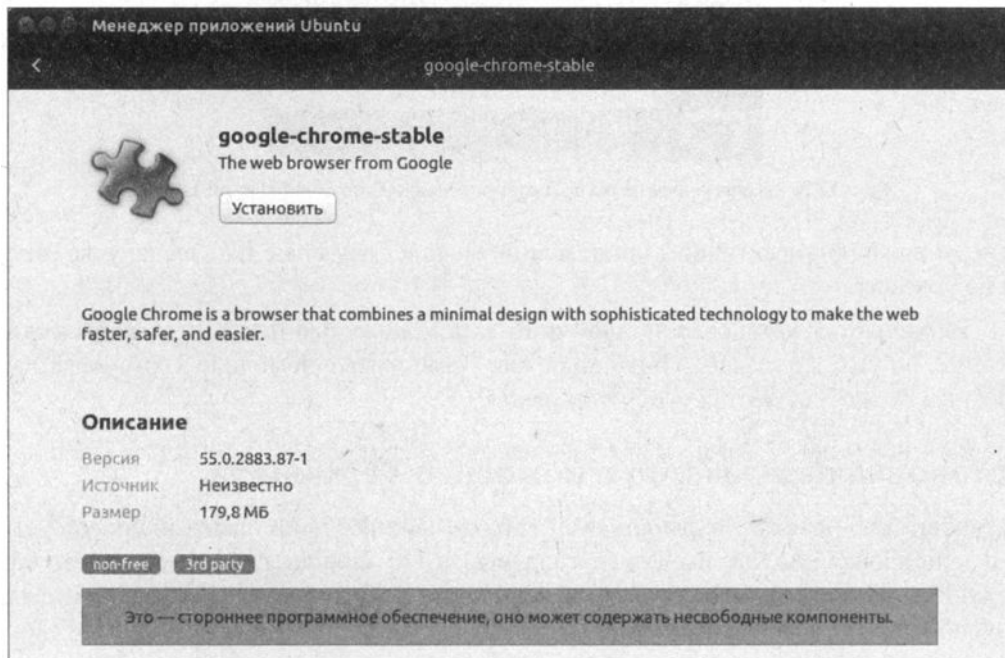 Менеджер приложений Ubuntu
google-chrome-stable
google-chrome-stable
The web browser from Google
Установить
Google Chrome is a browser that combines a minimal design with sophisticated technology to make the web
faster, safer, and easier.
Описание
Версия 55.0.2883.87-1
Источник Неизвестно
Размер 179,8 МБ
non-free 3rd party
Это — стороннее программное обеспечение, оно может содержать несвободные компоненты.